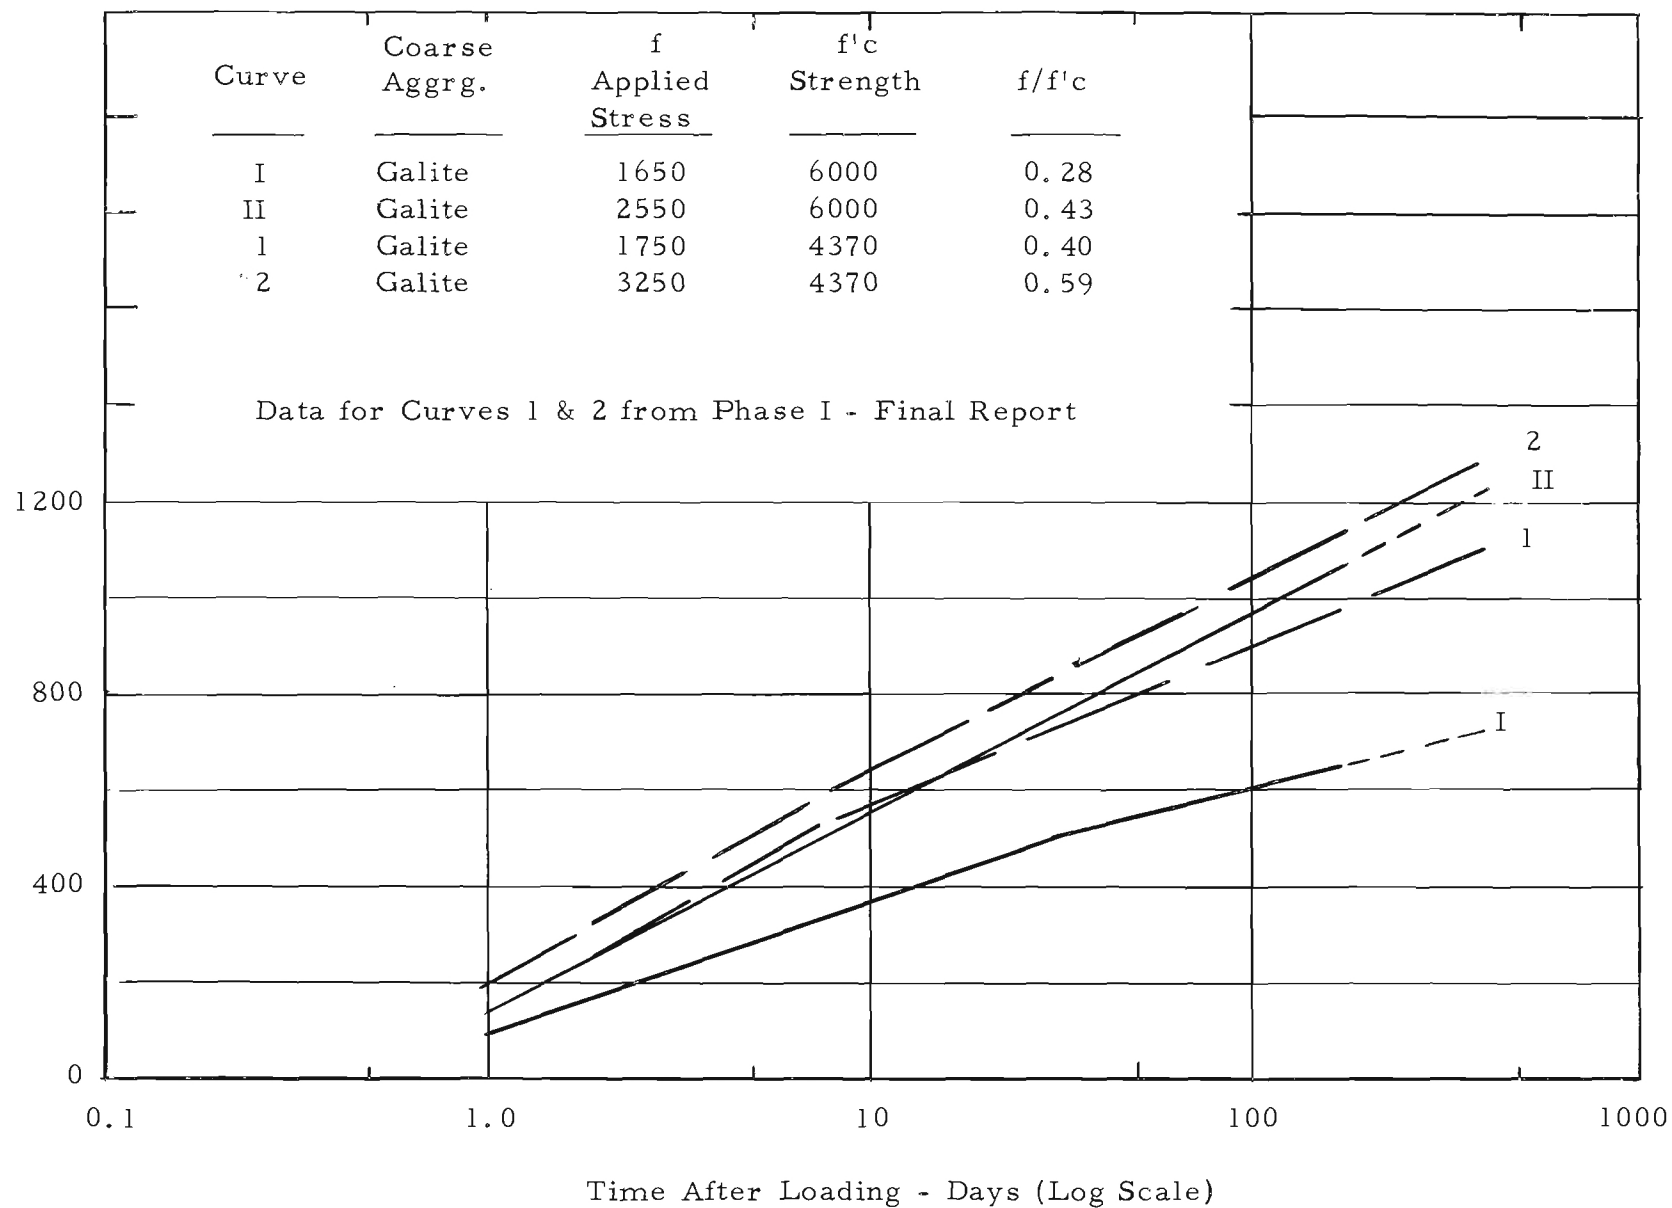 Curve Coarse Aggrg. f Applied Stress f'c Strength f/f'c
I Galite 1650 6000 0.28
II Galite 2550 6000 0.43
1 Galite 1750 4370 0.40
2 Galite 3250 4370 0.59
Data for Curves 1 & 2 from Phase I - Final Report
2
II
1
I
1200
800
400
0
0.1 1.0 10 100 1000
Time After Loading - Days (Log Scale)